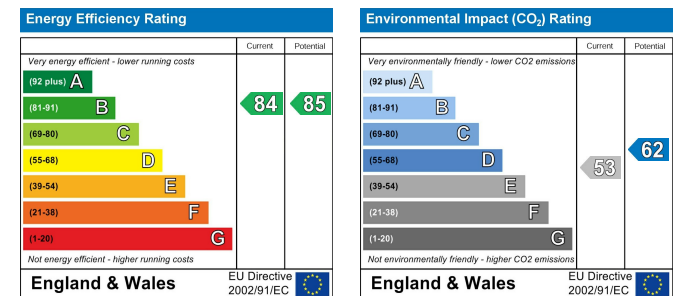 Energy Efficiency Rating
Current Potential
Very energy efficient - lower running costs
(92 plus) A
(81-91) B
84 85
(69-80) C
(55-68) D
(39-54) E
(21-38) F
(1-20) G
Not energy efficient - higher running costs
England & Wales
EU Directive
2002/91/EC
Environmental Impact (CO2) Rating
Current Potential
Very environmentally friendly - lower CO2 emissions
(92 plus) A
(81-91) B
(69-80) C
62
(55-68) D
53
(39-54) E
(21-38) F
(1-20) G
Not environmentally friendly - higher CO2 emissions
England & Wales
EU Directive
2002/91/EC